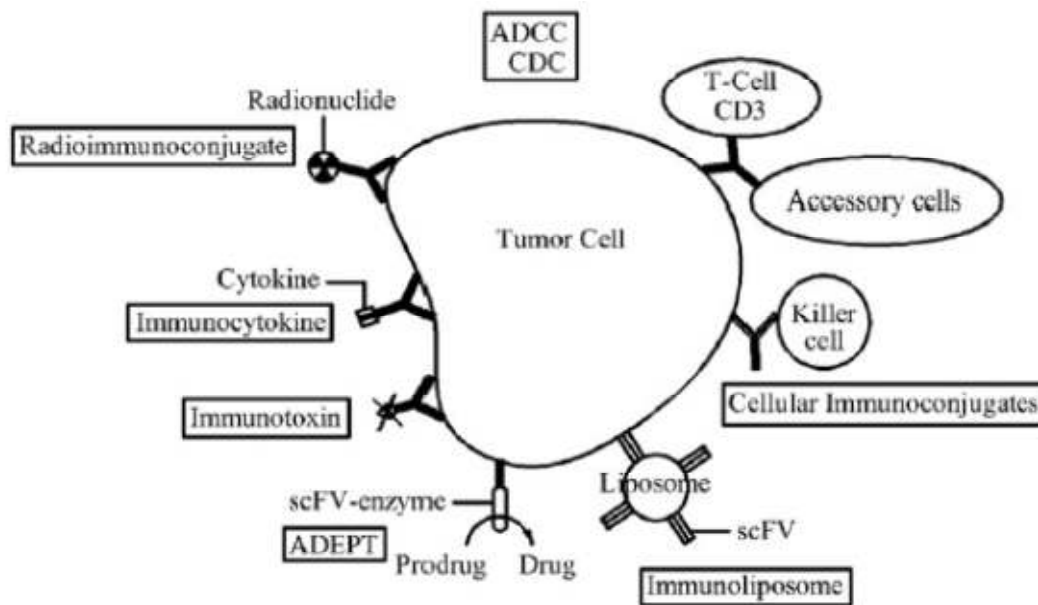 ADCC
CDC
Radionuclide
Radioimmunoconjugate
T-Cell
CD3
Accessory cells
Tumor Cell
Cytokine
Immunocytokine
Killer
cell
Cellular Immunoconjugates
Immunotoxin
Liposome
scFV-enzyme
scFV
ADEPT
Prodrug Drug
Immunoliposome